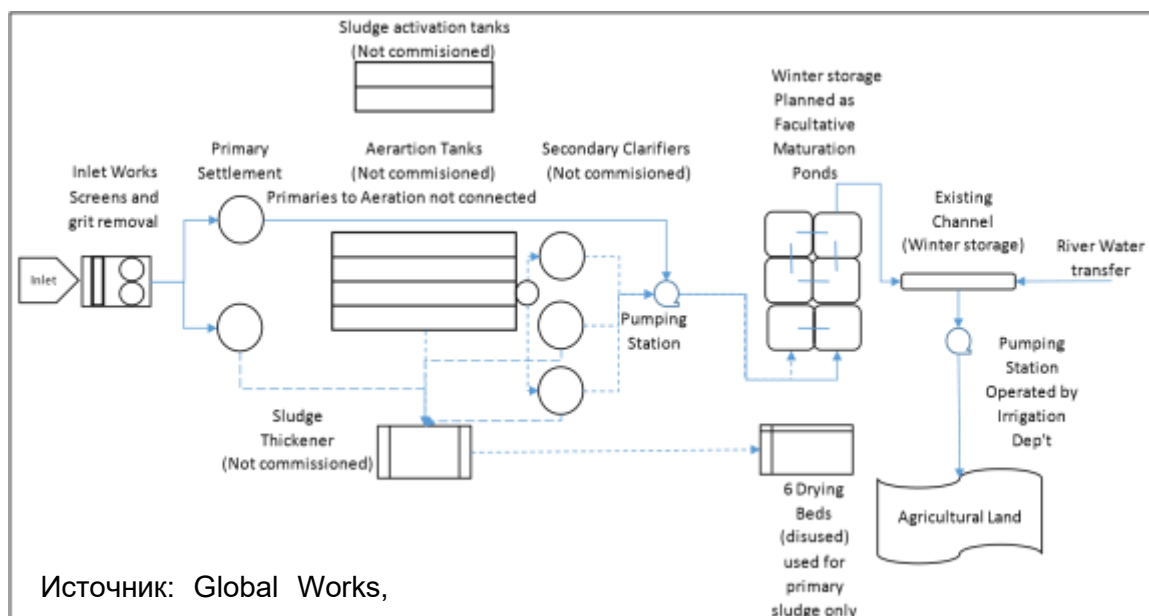 Sludge activation tanks
(Not commisioned)
Winter storage
Planned as
Facultative
Maturation
Ponds
Inlet Works
Screens and
grit removal
Primary
Settlement
Aerartion Tanks
(Not commisioned)
Primaries to Aeration not connected
Secondary Clarifiers
(Not commisioned)
Existing
Channel
(Winter storage)
River Water
transfer
Inlet
Pumping
Station
Pumping
Station
Operated by
Irrigation
Dep't
Sludge
Thickener
(Not commissioned)
6 Drying
Beds
(disused)
used for
primary
sludge only
Agricultural Land
Источник: Global Works,